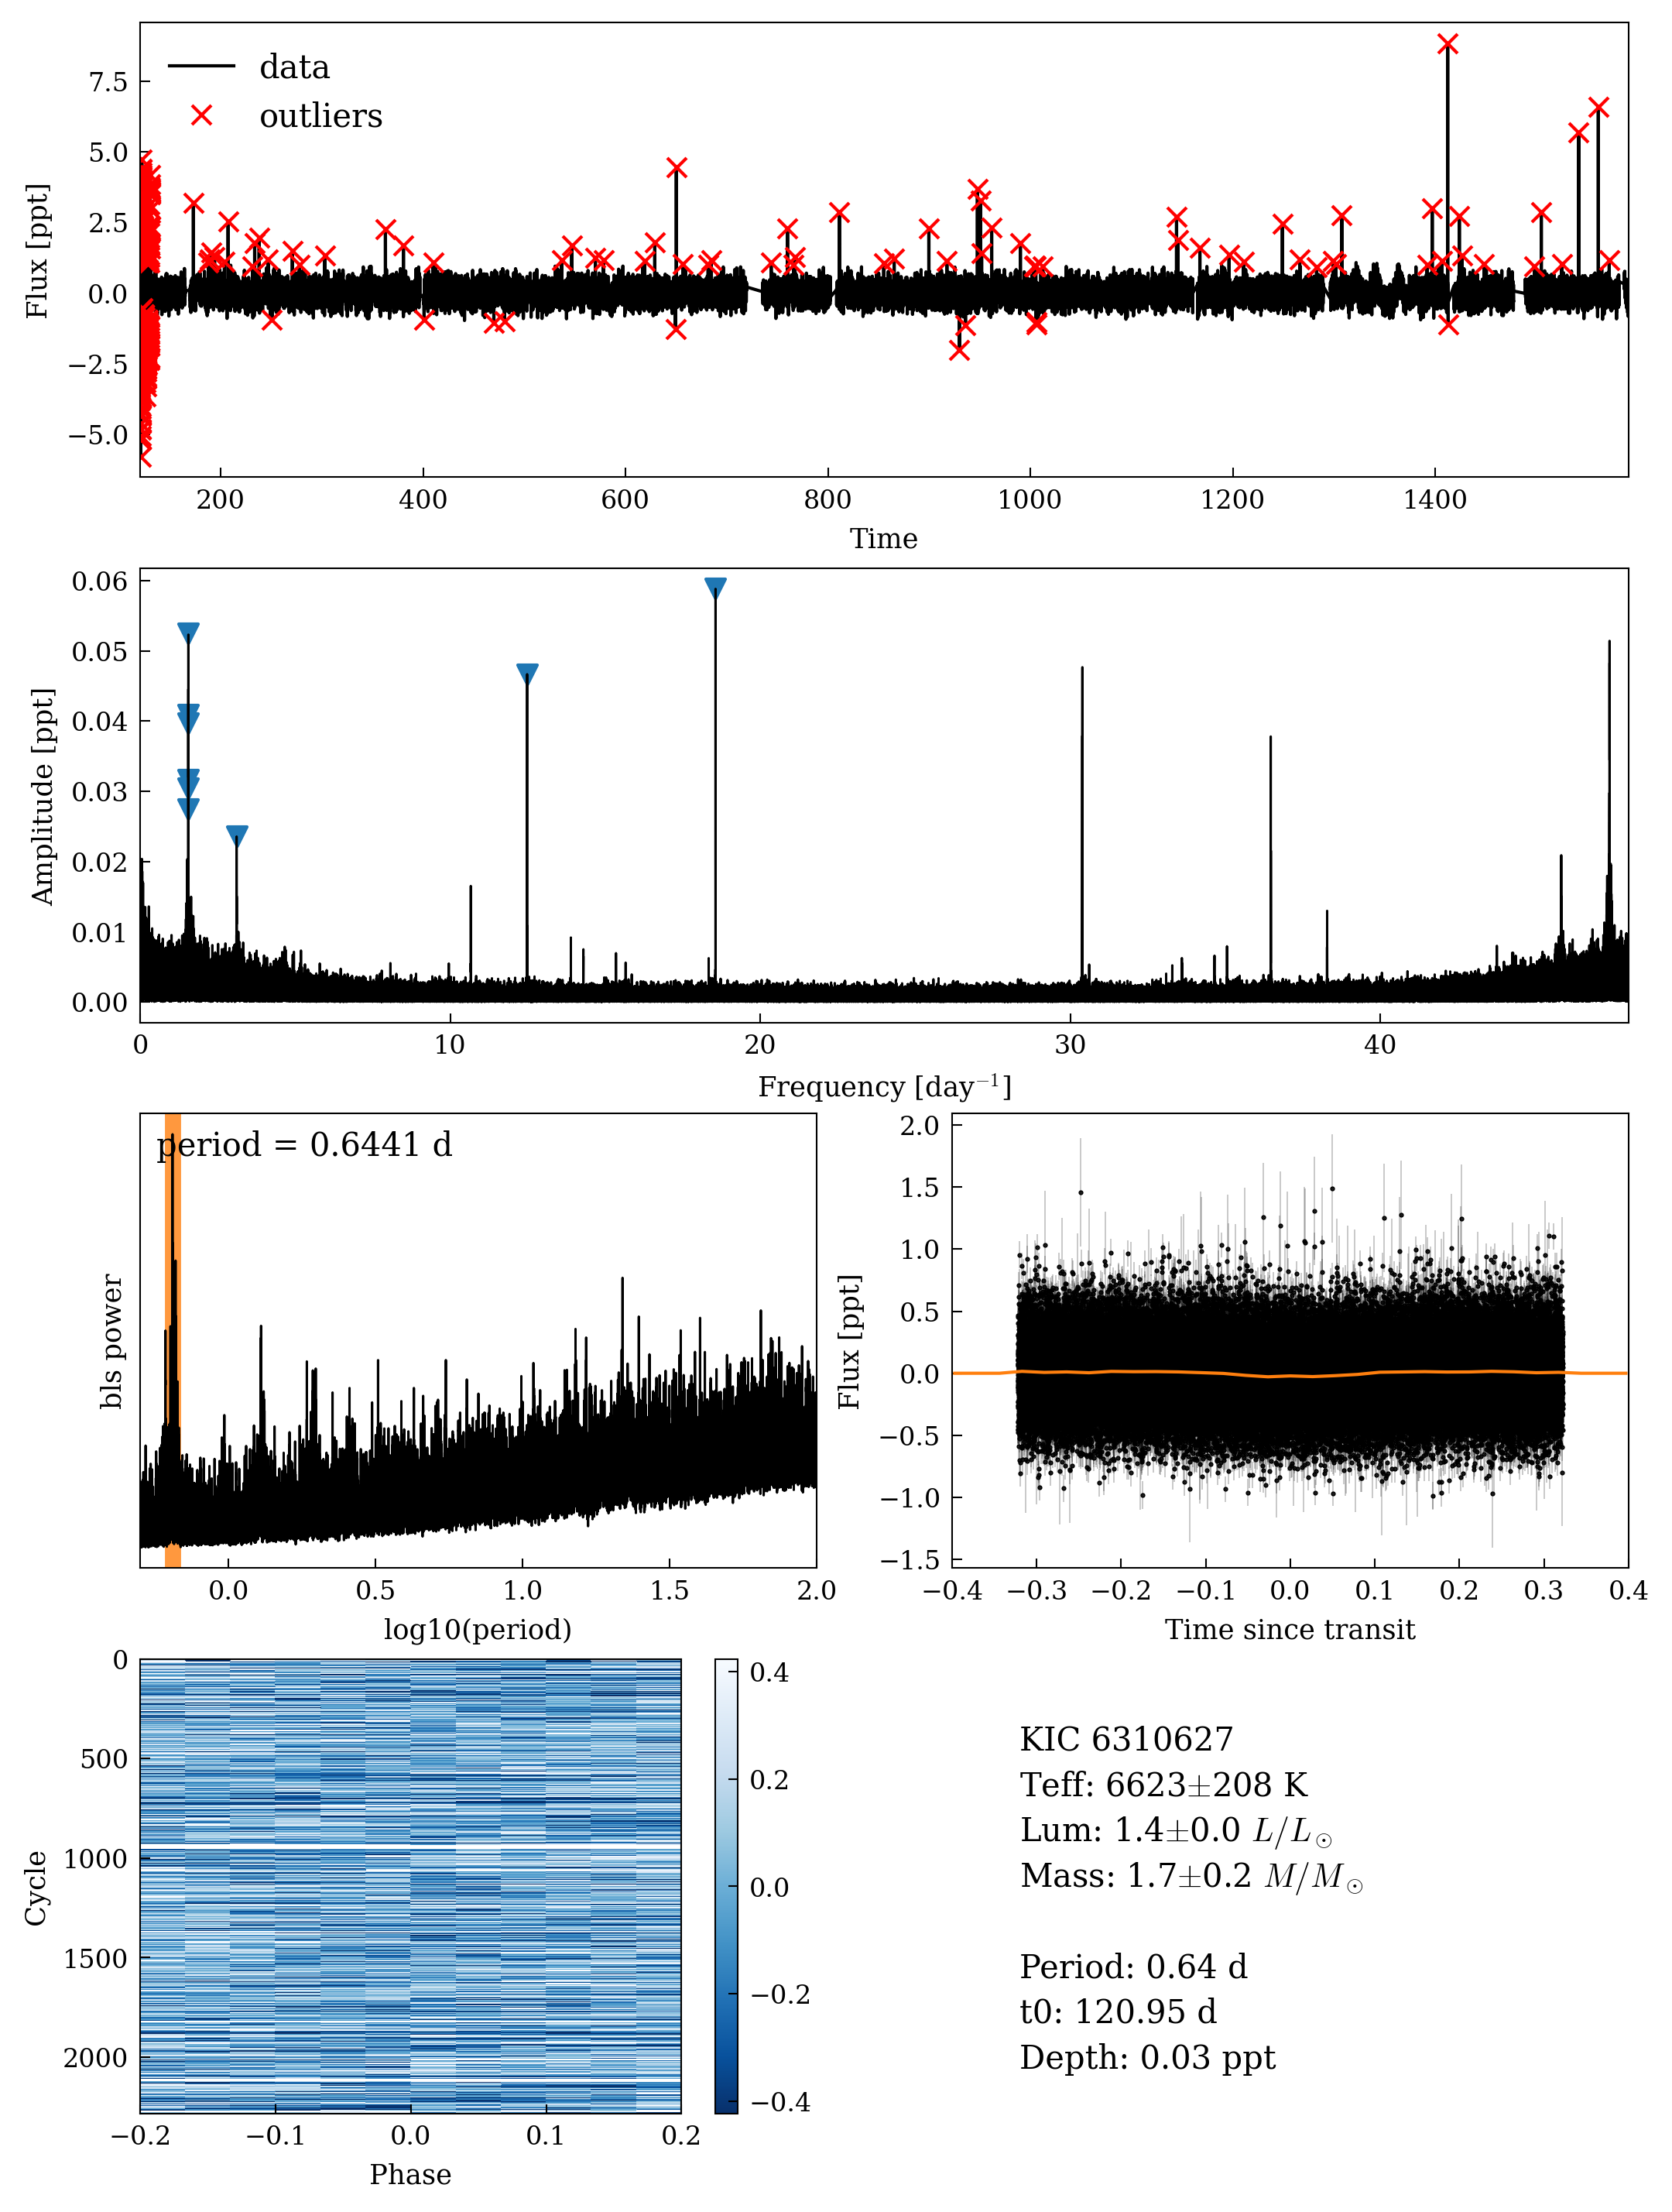 data
outliers
7.5
5.0
2.5
0.0
−2.5
−5.0
Flux [ppt]
200 400 600 800 1000 1200 1400
Time
0.06
0.05
0.04
0.03
0.02
0.01
0.00
Amplitude [ppt]
0 10 20 30 40
Frequency [day⁻¹]
period = 0.6441 d
bls power
0.0 0.5 1.0 1.5 2.0
log10(period)
2.0
1.5
1.0
0.5
0.0
−0.5
−1.0
−1.5
Flux [ppt]
−0.4 −0.3 −0.2 −0.1 0.0 0.1 0.2 0.3 0.4
Time since transit
0
500
1000
1500
2000
Cycle
−0.2 −0.1 0.0 0.1 0.2
Phase
0.4
0.2
0.0
−0.2
−0.4
KIC 6310627
Teff: 6623±208 K
Lum: 1.4±0.0 L/L☉
Mass: 1.7±0.2 M/M☉
Period: 0.64 d
t0: 120.95 d
Depth: 0.03 ppt